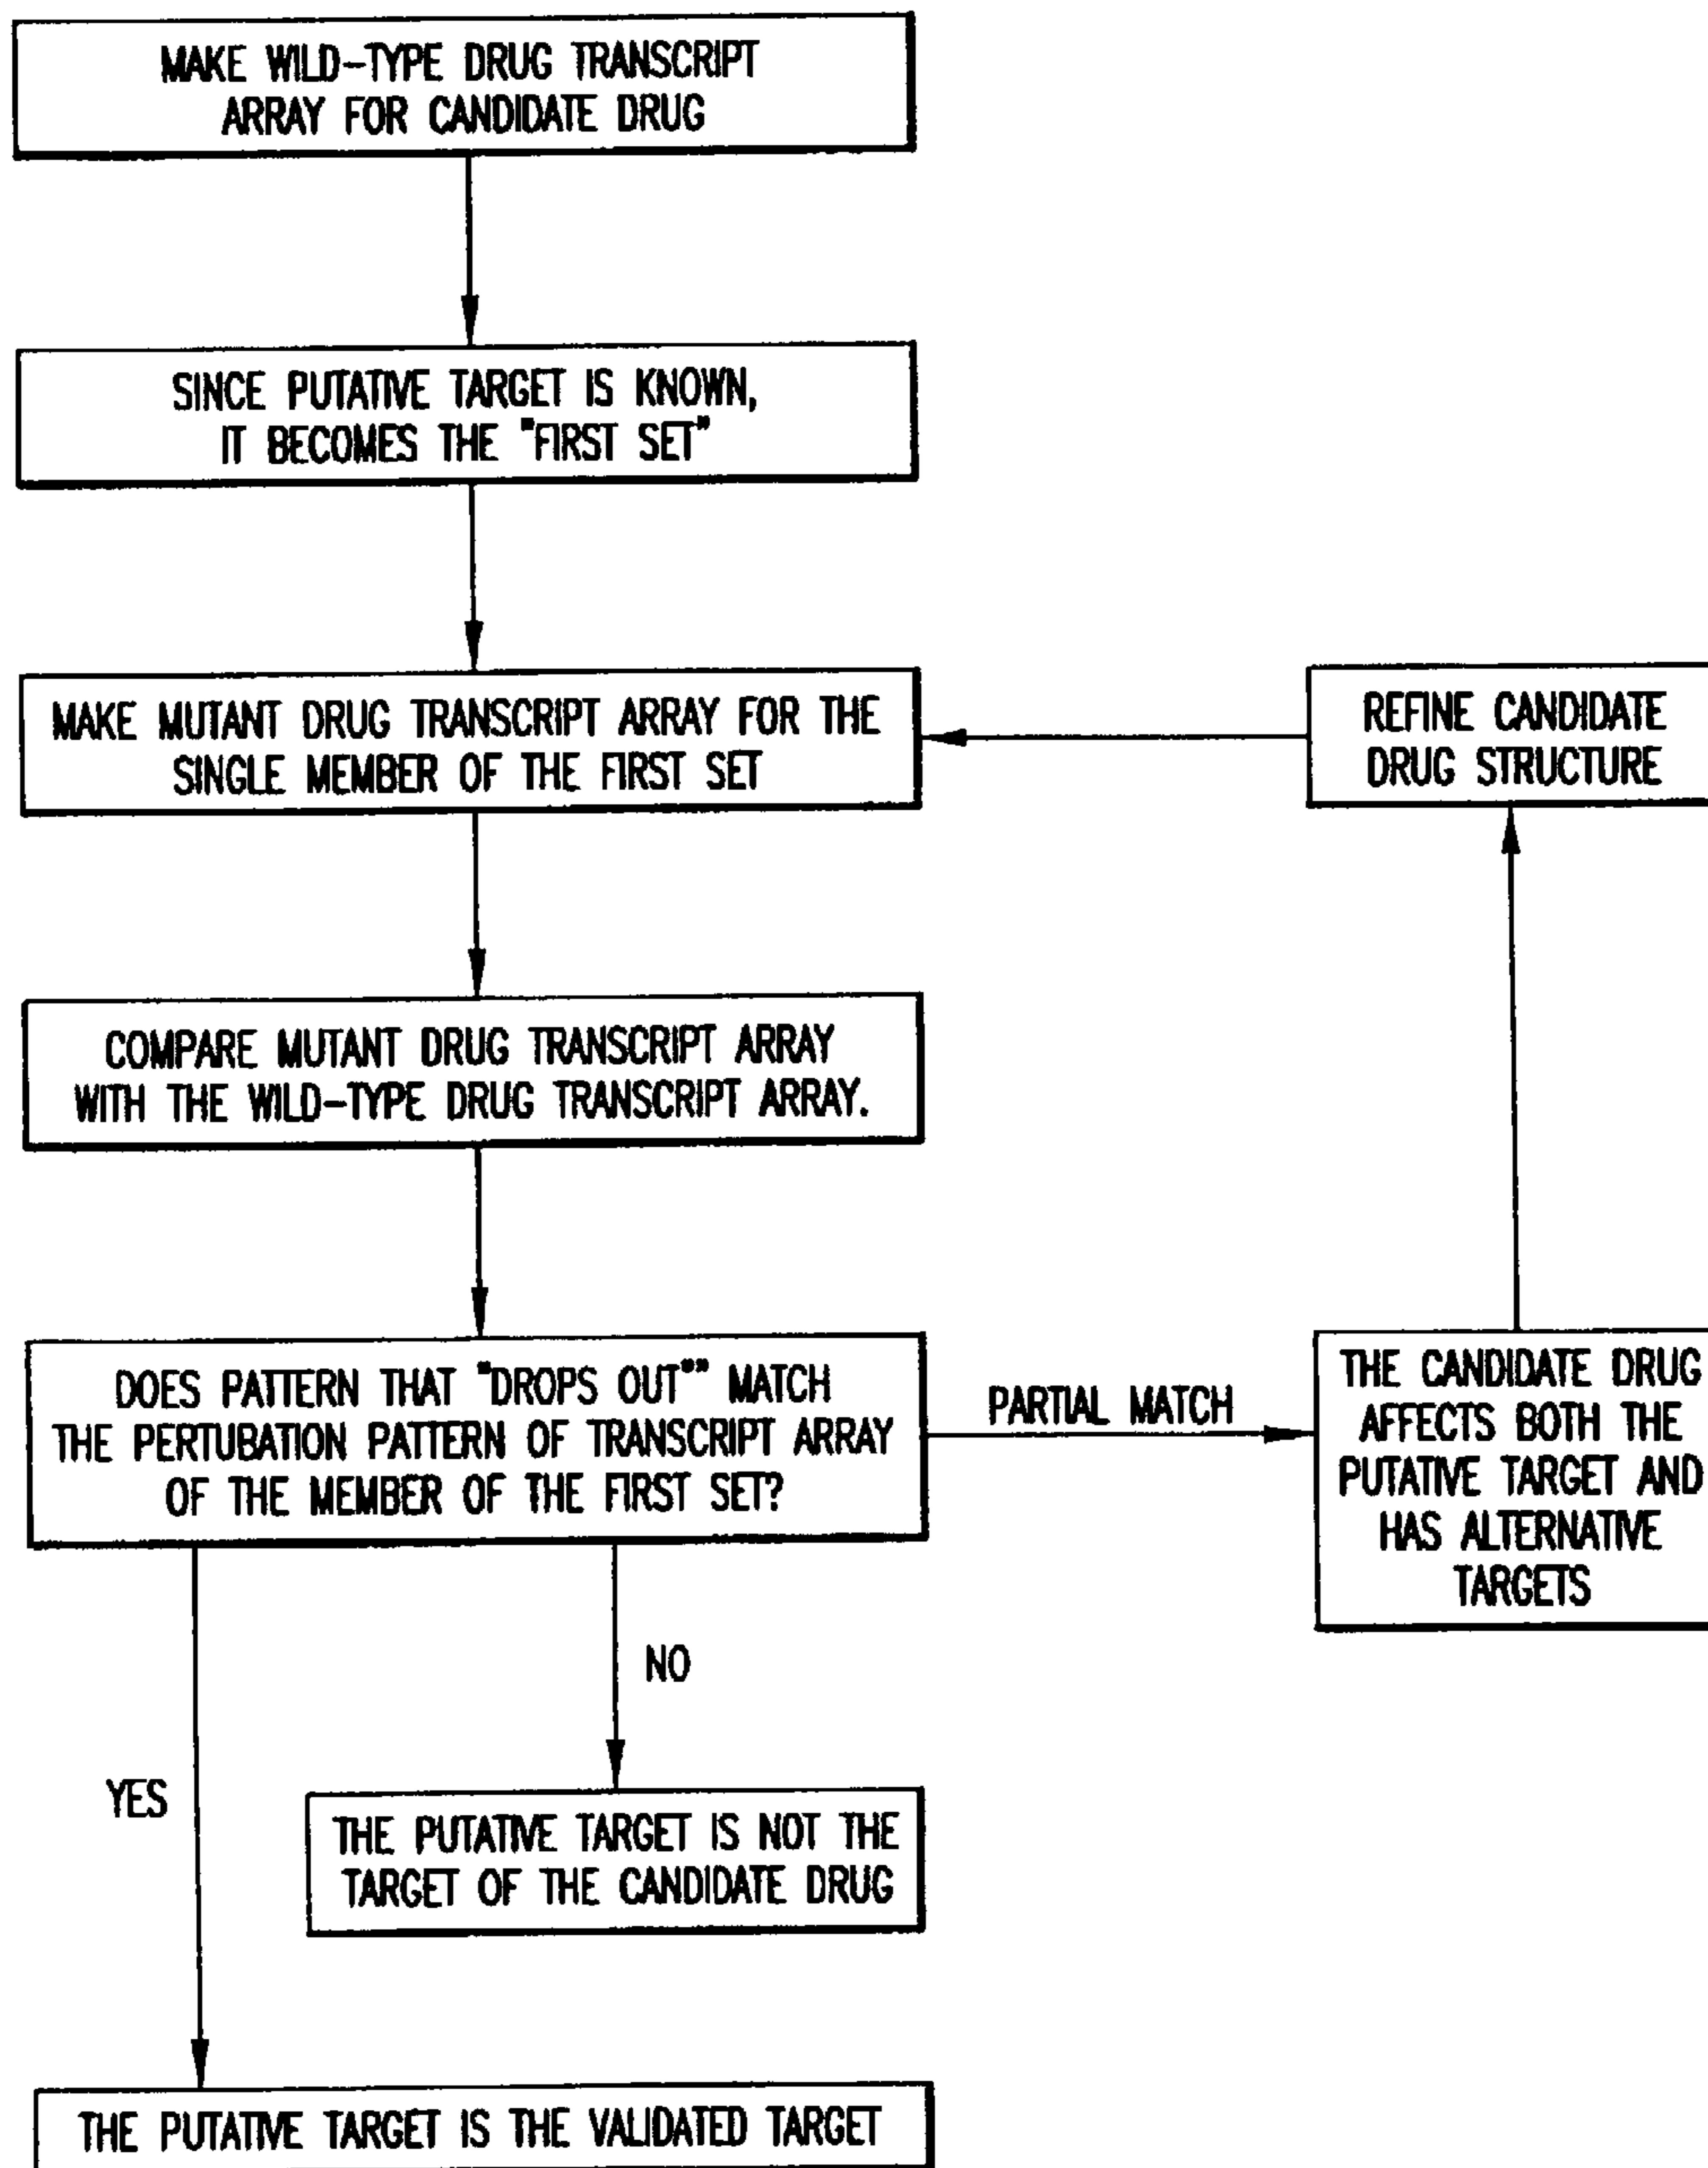 MAKE WILD-TYPE DRUG TRANSCRIPT
ARRAY FOR CANDIDATE DRUG
SINCE PUTATIVE TARGET IS KNOWN,
IT BECOMES THE "FIRST SET"
MAKE MUTANT DRUG TRANSCRIPT ARRAY FOR THE
SINGLE MEMBER OF THE FIRST SET
REFINE CANDIDATE
DRUG STRUCTURE
COMPARE MUTANT DRUG TRANSCRIPT ARRAY
WITH THE WILD-TYPE DRUG TRANSCRIPT ARRAY.
DOES PATTERN THAT "DROPS OUT"" MATCH
THE PERTUBATION PATTERN OF TRANSCRIPT ARRAY
OF THE MEMBER OF THE FIRST SET?
PARTIAL MATCH
THE CANDIDATE DRUG
AFFECTS BOTH THE
PUTATIVE TARGET AND
HAS ALTERNATIVE
TARGETS
NO
YES
THE PUTATIVE TARGET IS NOT THE
TARGET OF THE CANDIDATE DRUG
THE PUTATIVE TARGET IS THE VALIDATED TARGET